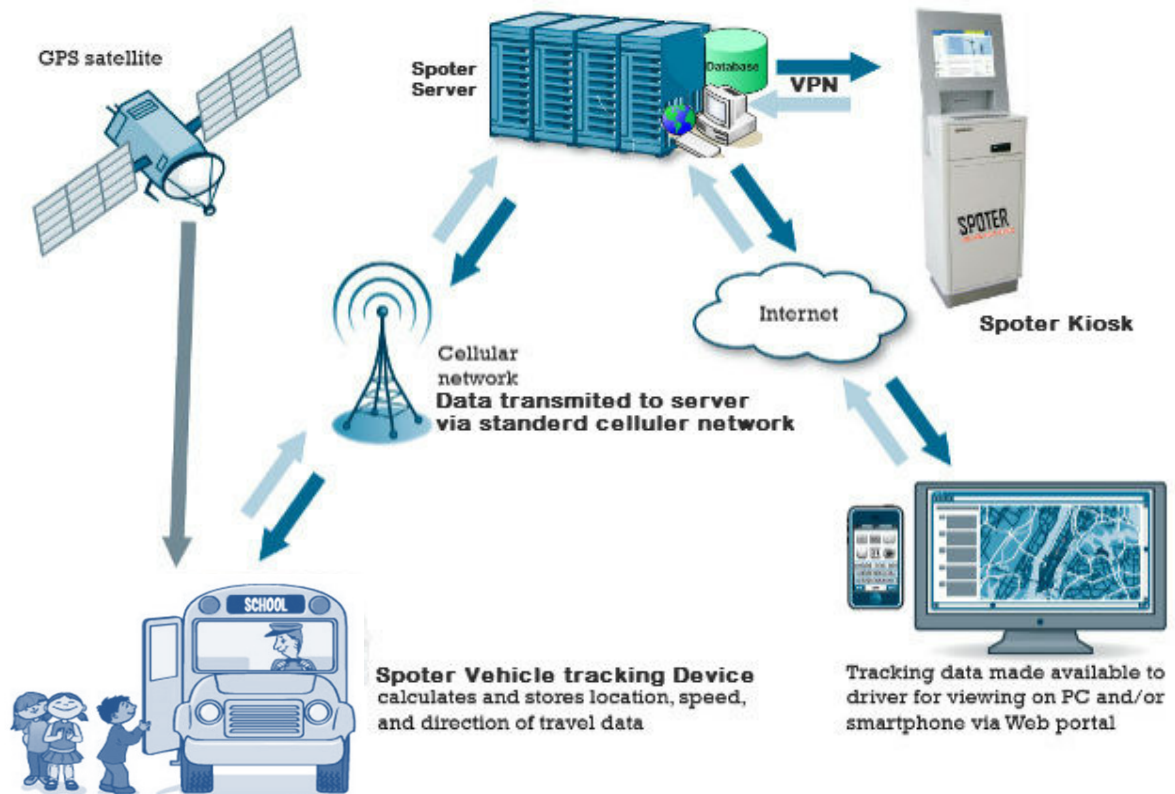 GPS satellite
Spoter
Server
Database
VPN
SPOTER
Spoter Kiosk
Internet
Cellular
network
Data transmited to server
via standerd celluler network
SCHOOL
Spoter Vehicle tracking Device
calculates and stores location, speed,
and direction of travel data
Tracking data made available to
driver for viewing on PC and/or
smartphone via Web portal